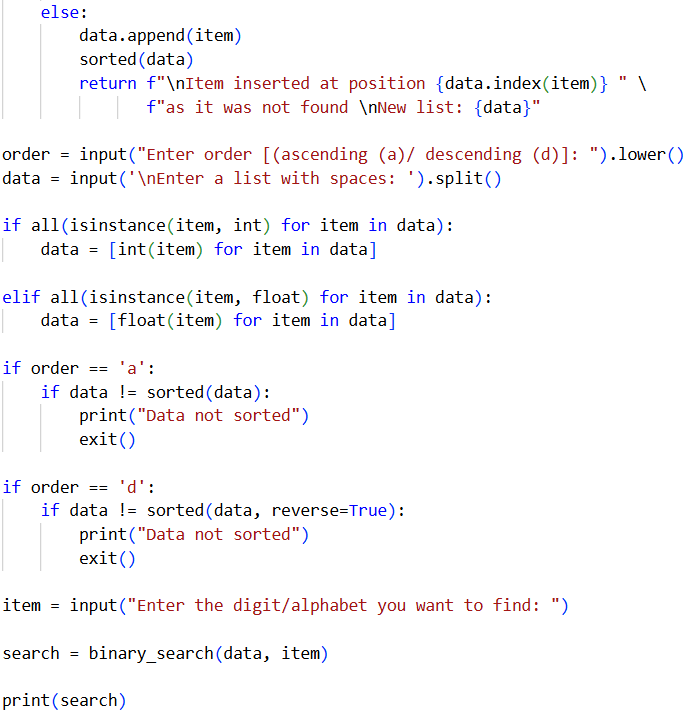 else:
        data.append(item)
        sorted(data)
        return f"\nItem inserted at position {data.index(item)} " \
               f"as it was not found \nNew list: {data}"

order = input("Enter order [(ascending (a)/ descending (d)]: ").lower()
data = input('\nEnter a list with spaces: ').split()

if all(isinstance(item, int) for item in data):
    data = [int(item) for item in data]

elif all(isinstance(item, float) for item in data):
    data = [float(item) for item in data]

if order == 'a':
    if data != sorted(data):
        print("Data not sorted")
        exit()

if order == 'd':
    if data != sorted(data, reverse=True):
        print("Data not sorted")
        exit()

item = input("Enter the digit/alphabet you want to find: ")

search = binary_search(data, item)

print(search)